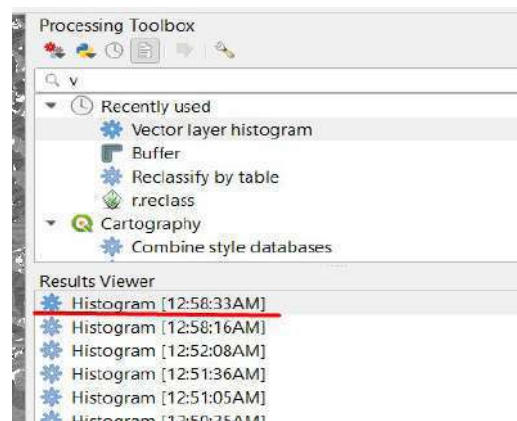 Processing Toolbox
v
Recently used
Vector layer histogram
Buffer
Reclassify by table
r.reclass
Cartography
Combine style databases
Results Viewer
Histogram [12:58:33AM]
Histogram [12:58:16AM]
Histogram [12:52:08AM]
Histogram [12:51:36AM]
Histogram [12:51:05AM]
Histogram